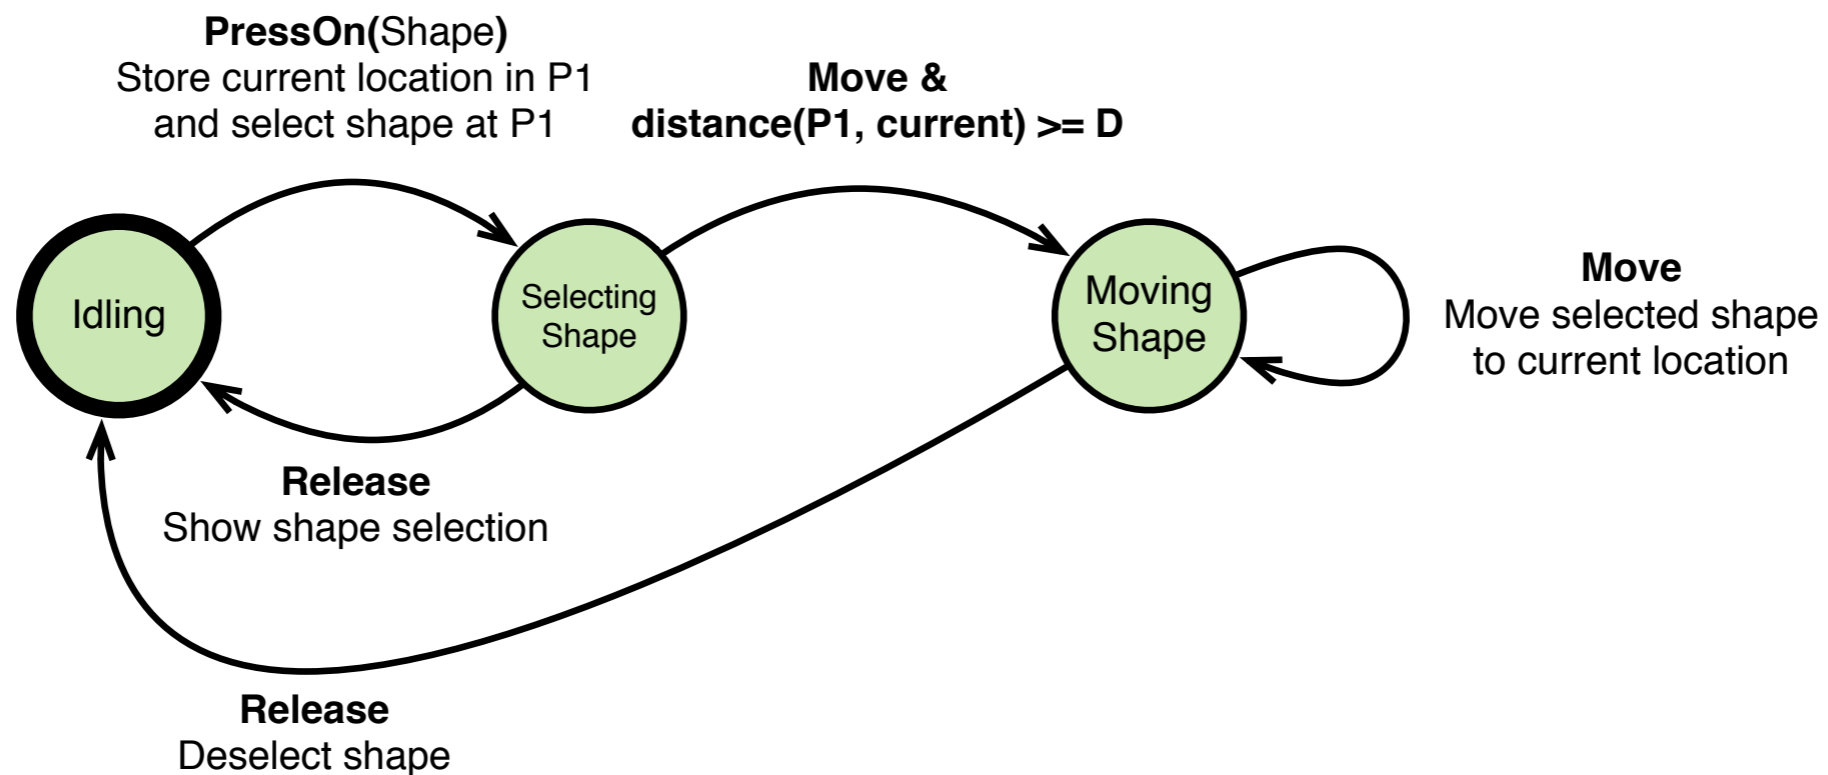 PressOn(Shape)
Store current location in P1
and select shape at P1
Move &
distance(P1, current) >= D
Idling
Selecting
Shape
Moving
Shape
Move
Move selected shape
to current location
Release
Show shape selection
Release
Deselect shape